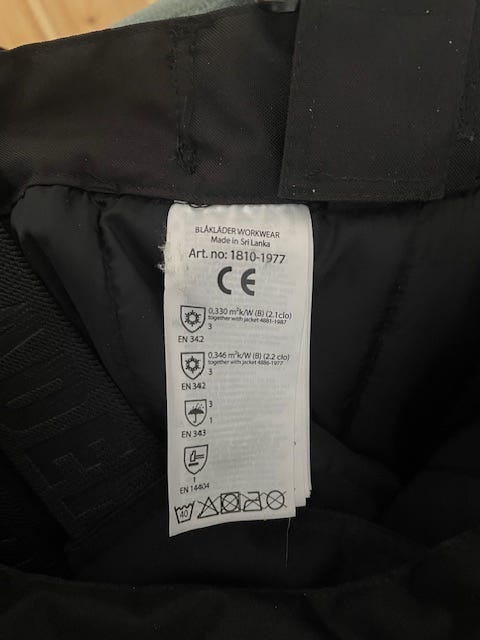 BLÅKLÄDER WORKWEAR
Made in Sri Lanka
Art. no: 1810-1977
CE
0,330 m²k/W (B) (2.1clo)
together with jacket 4881-1987
3
EN 342
0,346 m²k/W (B) (2.2 clo)
together with jacket 4886-1977
3
EN 342
3
1
EN 343
1
EN 14404
40